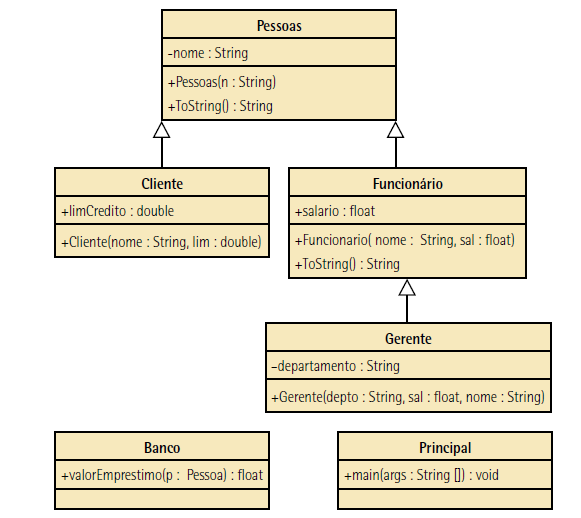 Pessoas
-nome : String
+Pessoas(n : String)
+ToString() : String
Cliente
+limCredito : double
+Cliente(nome : String, lim : double)
Funcionário
+salario : float
+Funcionario( nome : String, sal : float)
+ToString() : String
Gerente
-departamento : String
+Gerente(depto : String, sal : float, nome : String)
Banco
+valorEmprestimo(p : Pessoa) : float
Principal
+main(args : String []) : void